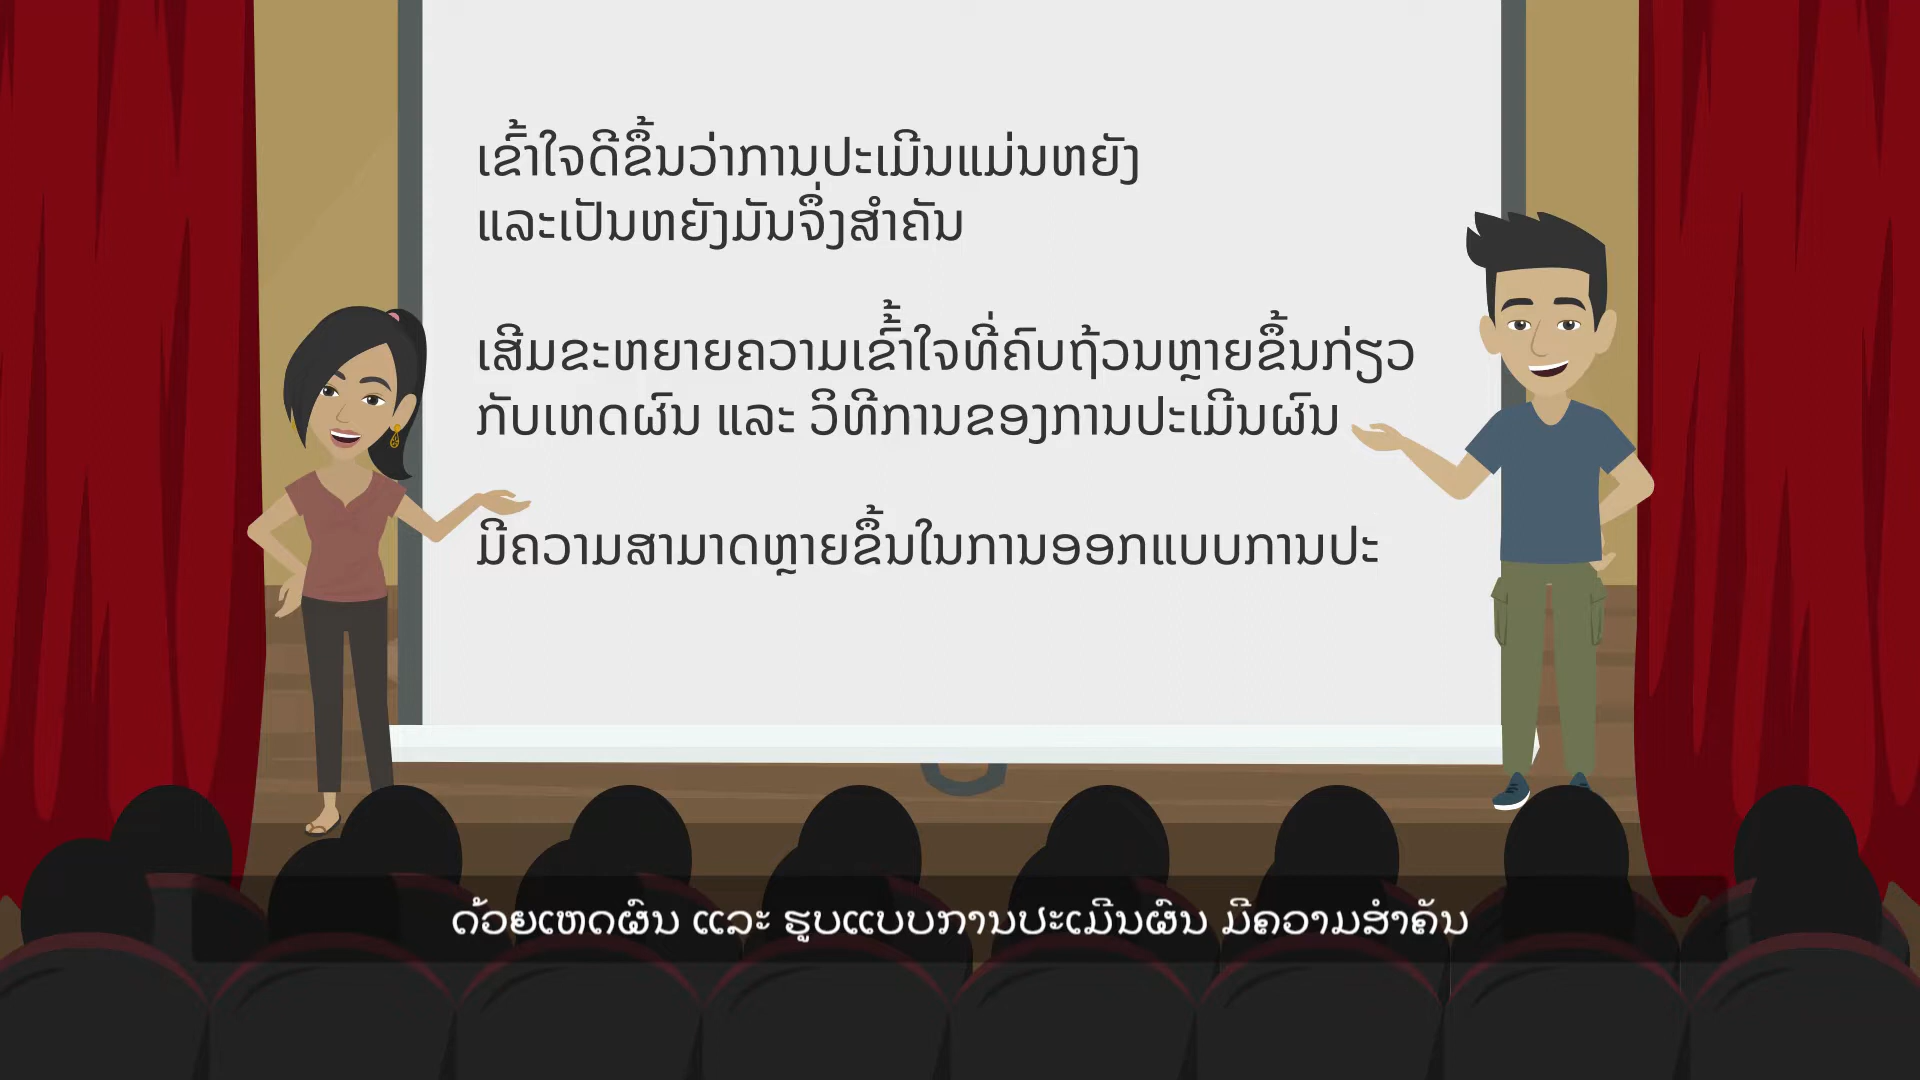 ເຂົ້າໃຈດີຂຶ້ນວ່າການປະເມີນແມ່ນຫຍັງ
ແລະເປັນຫຍັງມັນຈຶ່ງສຳຄັນ
ເສີມຂະຫຍາຍຄວາມເຂົ້້າໃຈທີ່ຄົບຖ້ວນຫຼາຍຂຶ້ນກ່ຽວ
ກັບເຫດຜົນ ແລະ ວິທີການຂອງການປະເມີນຜົນ
ມີຄວາມສາມາດຫຼາຍຂຶ້ນໃນການອອກແບບການປະ
ດ້ວຍເຫດຜົນ ແລະ ຮູບແບບການປະເມີນຜົນ ມີຄວາມສຳຄັນ